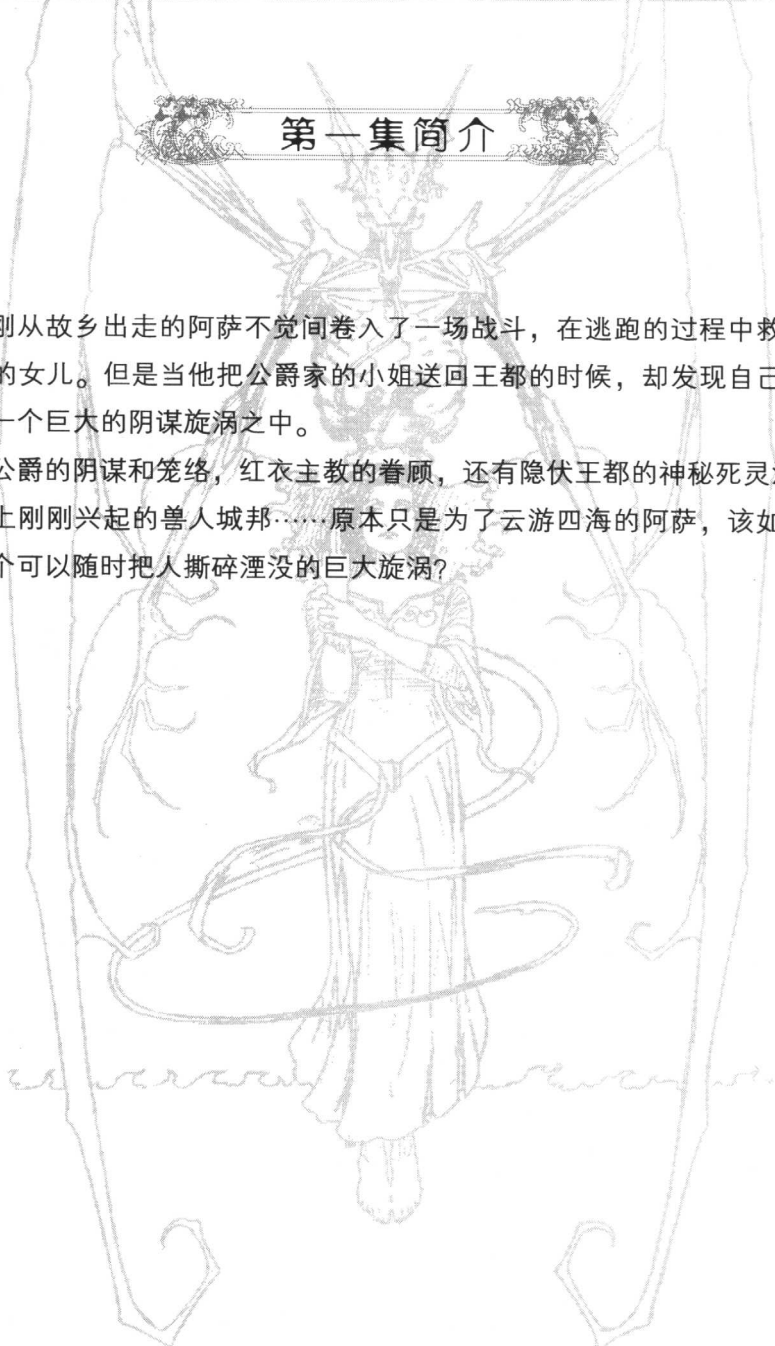 第一集简介
刚从故乡出走的阿萨不觉间卷入了一场战斗，在逃跑的过程中救
的女儿。但是当他把公爵家的小姐送回王都的时候，却发现自己
一个巨大的阴谋旋涡之中。
公爵的阴谋和笼络，红衣主教的眷顾，还有隐伏王都的神秘死灵
上刚刚兴起的兽人城邦……原本只是为了云游四海的阿萨，该如
个可以随时把人撕碎湮没的巨大旋涡?